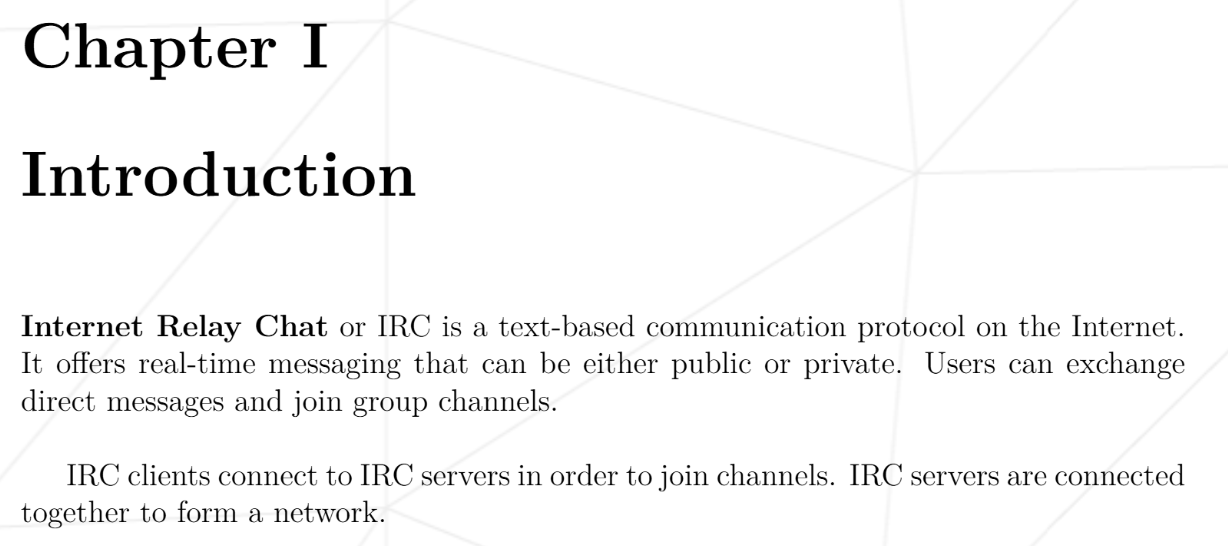 Chapter I
Introduction
Internet Relay Chat or IRC is a text-based communication protocol on the Internet.
It offers real-time messaging that can be either public or private. Users can exchange
direct messages and join group channels.
IRC clients connect to IRC servers in order to join channels. IRC servers are connected
together to form a network.